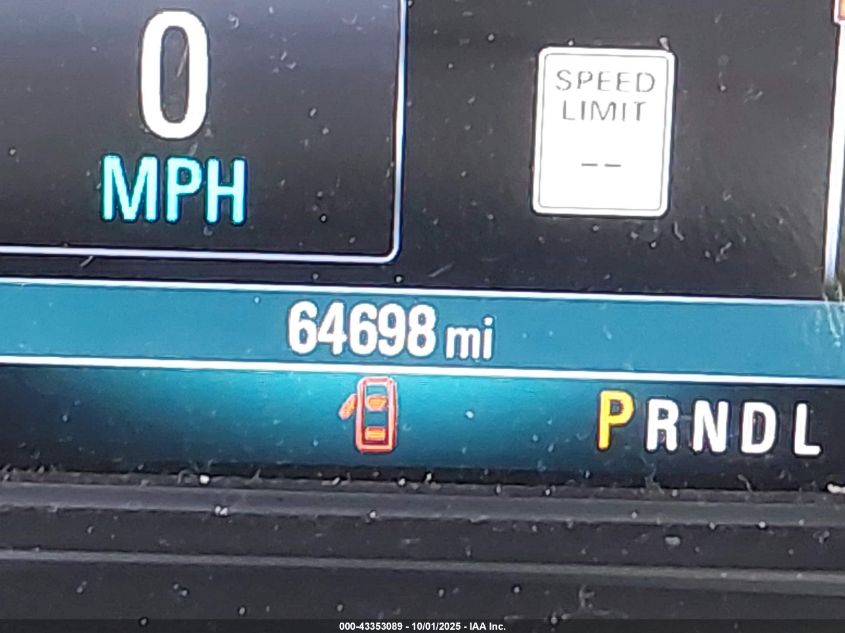 0
MPH
SPEED
LIMIT
--
64698 mi
PRNDL
000-43353089 - 10/01/2025 - IAA Inc.